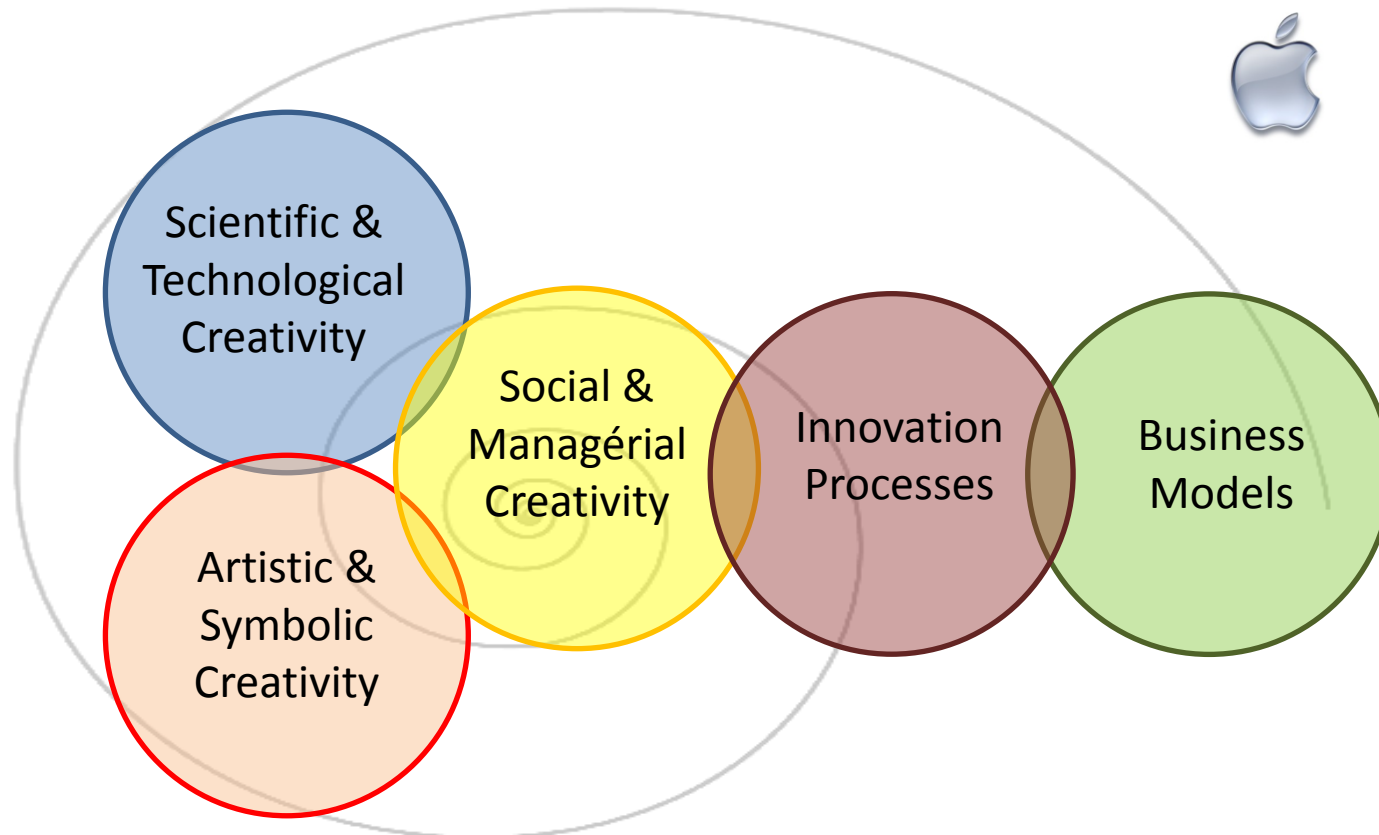 Scientific &
Technological
Creativity
Artistic &
Symbolic
Creativity
Social &
Managérial
Creativity
Innovation
Processes
Business
Models